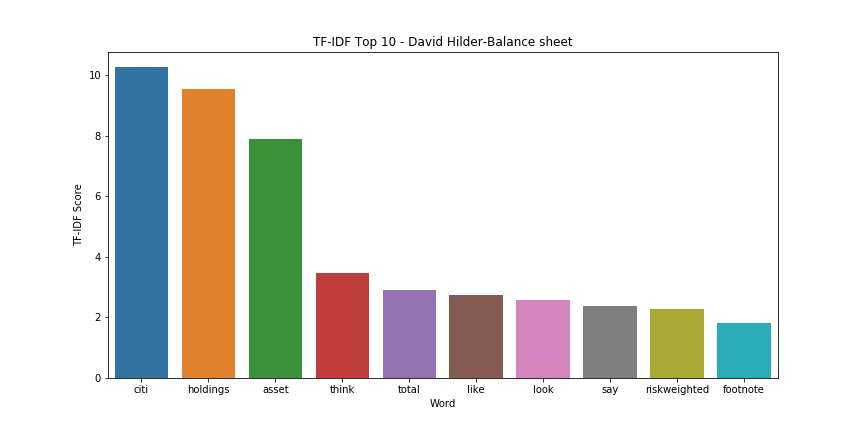 TF-IDF Top 10 - David Hilder-Balance sheet
TF-IDF Score
10
8
6
4
2
0
citi holdings asset think total like look say riskweighted footnote
Word